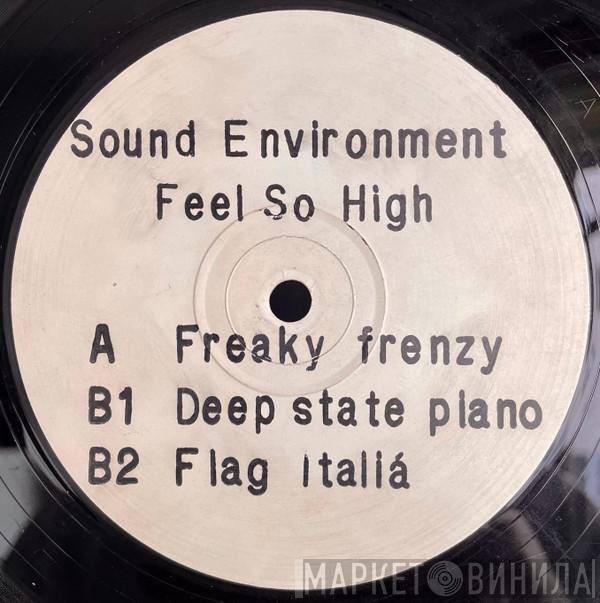 Sound Environment
Feel So High
A Freaky frenzy
B1 Deep state piano
B2 Flag italiá
МАРКЕТ ВИНИЛА